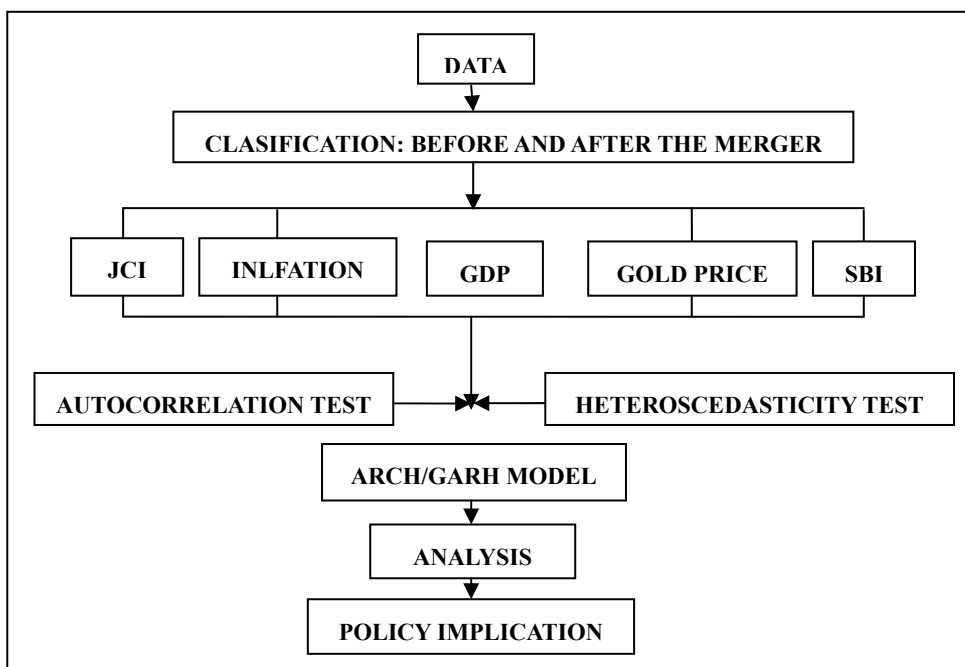 DATA
CLASIFICATION: BEFORE AND AFTER THE MERGER
JCI
INLFATION
GDP
GOLD PRICE
SBI
AUTOCORRELATION TEST
HETEROSCEDASTICITY TEST
ARCH/GARH MODEL
ANALYSIS
POLICY IMPLICATION